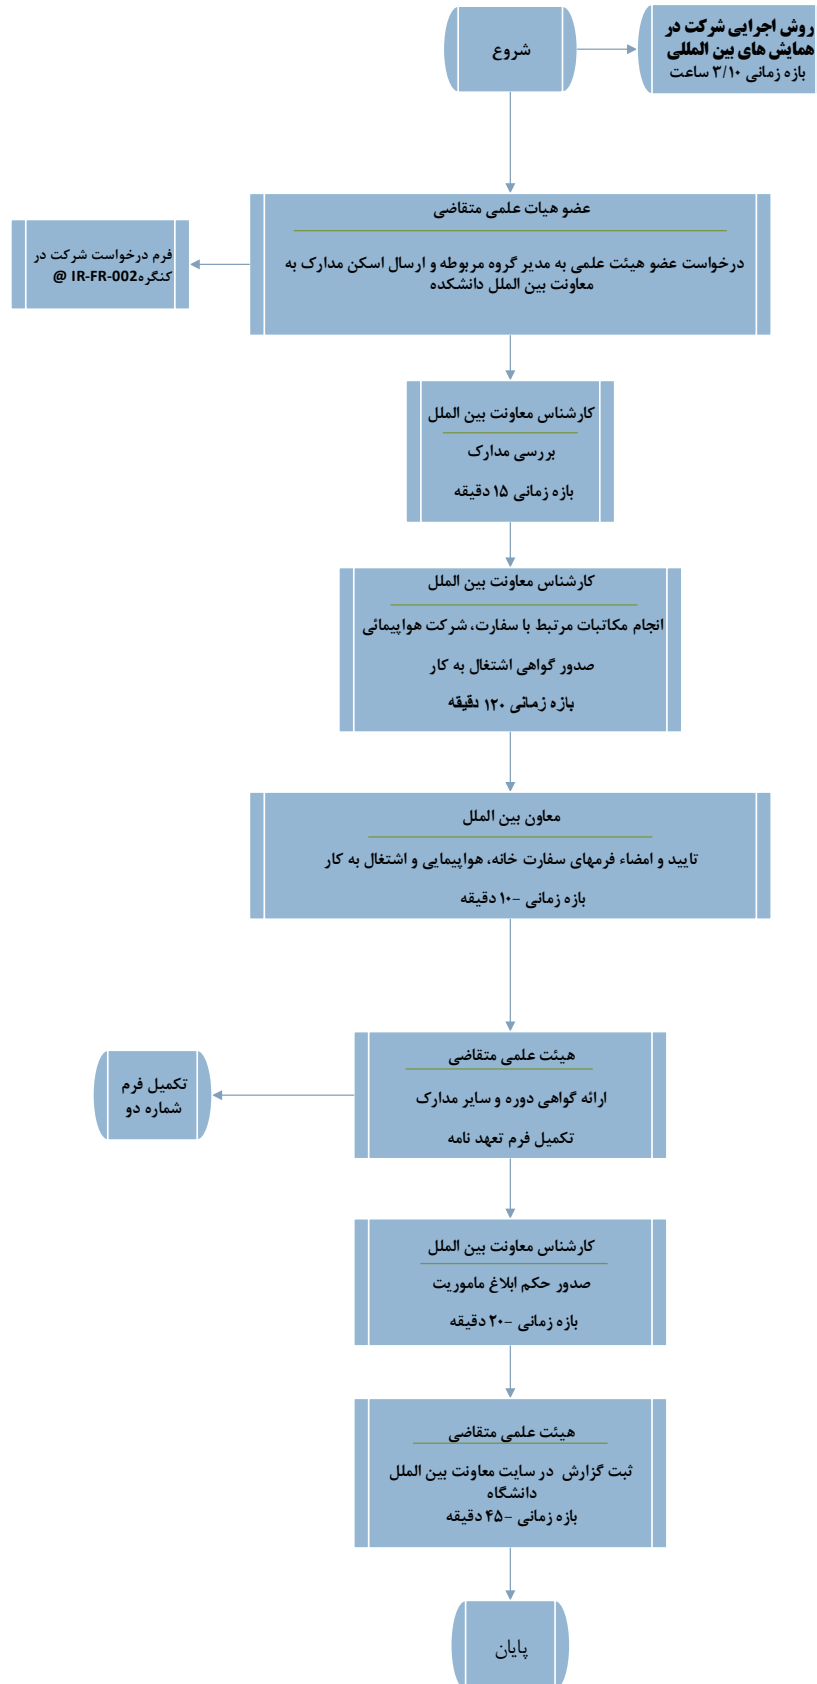 شروع
روش اجرایی شرکت در
همایش های بین المللی
بازه زمانی ۳/۱۰ ساعت
عضو هیات علمی متقاضی
درخواست عضو هیئت علمی به مدیر گروه مربوطه و ارسال اسکن مدارک به
معاونت بین الملل دانشکده
فرم درخواست شرکت در
کنگره@ IR-FR-002
کارشناس معاونت بین الملل
بررسی مدارک
بازه زمانی ۱۵ دقیقه
کارشناس معاونت بین الملل
انجام مکاتبات مرتبط با سفارت، شرکت هواپیمائی
صدور گواهی اشتغال به کار
بازه زمانی ۱۲۰ دقیقه
معاون بین الملل
تایید و امضاء فرمهای سفارت خانه، هواپیمایی و اشتغال به کار
بازه زمانی -۱۰ دقیقه
هیئت علمی متقاضی
ارائه گواهی دوره و سایر مدارک
تکمیل فرم تعهد نامه
تکمیل فرم
شماره دو
کارشناس معاونت بین الملل
صدور حکم ابلاغ ماموریت
بازه زمانی -۲۰ دقیقه
هیئت علمی متقاضی
ثبت گزارش در سایت معاونت بین الملل
دانشگاه
بازه زمانی -۴۵ دقیقه
پایان